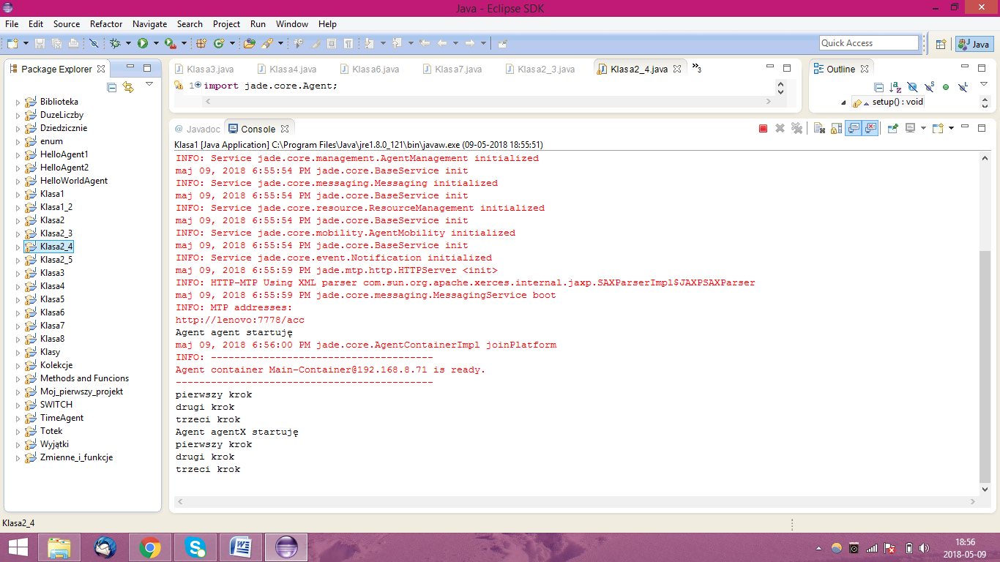 Java - Eclipse SDK
File Edit Source Refactor Navigate Search Project Run Window Help
Quick Access
Java
Package Explorer
Biblioteka
DuzeLiczby
Dziedzicznie
enum
HelloAgent1
HelloAgent2
HelloWorldAgent
Klasa1
Klasa1_2
Klasa2
Klasa2_3
Klasa2_4
Klasa2_5
Klasa3
Klasa4
Klasa5
Klasa6
Klasa7
Klasa8
Klasy
Kolekcje
Methods and Funcions
Moj_pierwszy_projekt
SWITCH
TimeAgent
Totek
Wyjątki
Zmienne_i_funkcje
Klasa3.java Klasa4.java Klasa6.java Klasa7.java Klasa2_3.java Klasa2_4.java »3
1 import jade.core.Agent;
Outline
setup() : void
@ Javadoc Console
Klasa1 [Java Application] C:\Program Files\Java\jre1.8.0_121\bin\javaw.exe (09-05-2018 18:55:51)
INFO: Service jade.core.management.AgentManagement initialized
maj 09, 2018 6:55:54 PM jade.core.BaseService init
INFO: Service jade.core.messaging.Messaging initialized
maj 09, 2018 6:55:54 PM jade.core.BaseService init
INFO: Service jade.core.resource.ResourceManagement initialized
maj 09, 2018 6:55:54 PM jade.core.BaseService init
INFO: Service jade.core.mobility.AgentMobility initialized
maj 09, 2018 6:55:54 PM jade.core.BaseService init
INFO: Service jade.core.event.Notification initialized
maj 09, 2018 6:55:59 PM jade.mtp.http.HTTPServer <init>
INFO: HTTP-MTP Using XML parser com.sun.org.apache.xerces.internal.jaxp.SAXParserImpl$JAXPSAXParser
maj 09, 2018 6:55:59 PM jade.core.messaging.MessagingService boot
INFO: MTP addresses:
http://lenovo:7778/acc
Agent agent startuję
maj 09, 2018 6:56:00 PM jade.core.AgentContainerImpl joinPlatform
INFO: --------------------------------------
Agent container Main-Container@192.168.8.71 is ready.
--------------------------------------------
pierwszy krok
drugi krok
trzeci krok
Agent agentX startuję
pierwszy krok
drugi krok
trzeci krok
Klasa2_4
18:56
2018-05-09